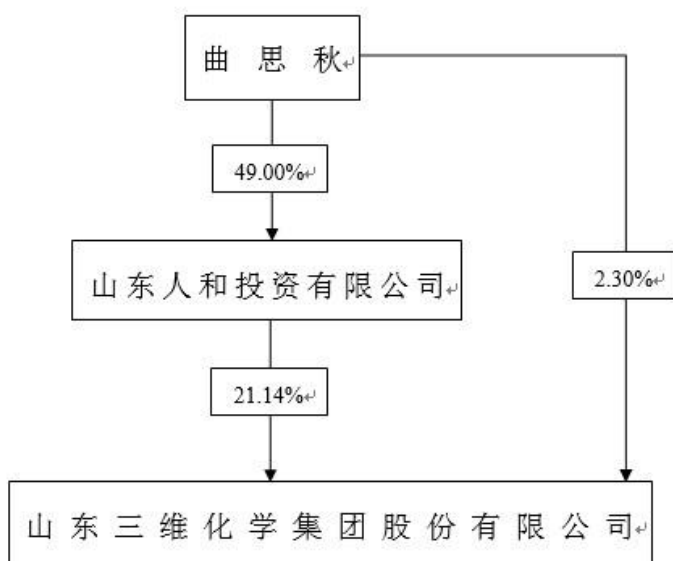 曲思秋
49.00%
山东人和投资有限公司
2.30%
21.14%
山东三维化学集团股份有限公司